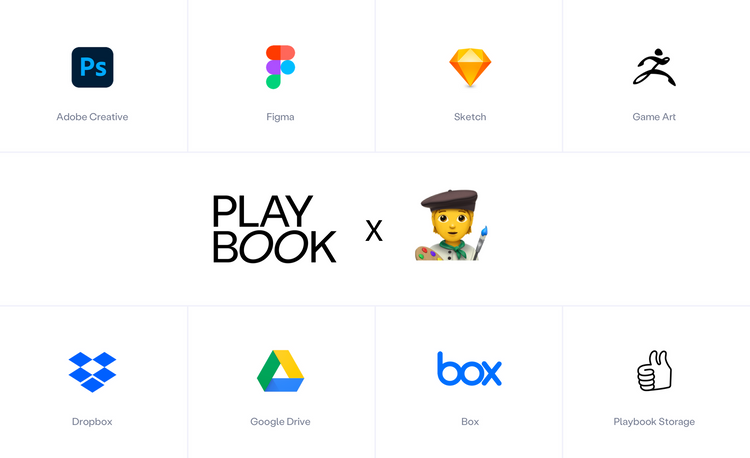 Ps
Adobe Creative
Figma
Sketch
Game Art
PLAY
BOOK
x
Dropbox
Google Drive
box
Box
Playbook Storage